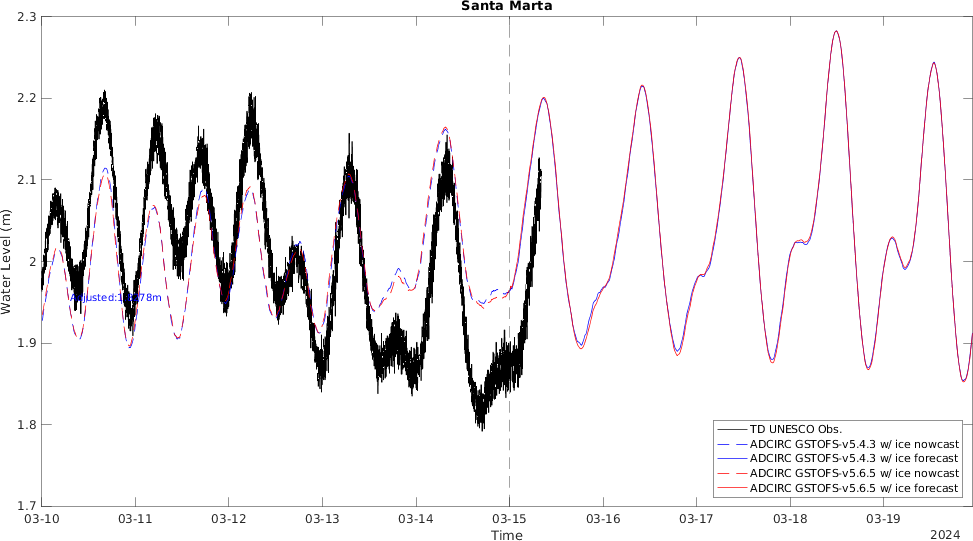 Santa Marta
Water Level (m)
2.3
2.2
2.1
2
1.9
1.8
1.7
03-10
03-11
03-12
03-13
03-14
03-15
03-16
03-17
03-18
03-19
Time
2024
TD UNESCO Obs.
ADCIRC GSTOFS-v5.4.3 w/ ice nowcast
ADCIRC GSTOFS-v5.4.3 w/ ice forecast
ADCIRC GSTOFS-v5.6.5 w/ ice nowcast
ADCIRC GSTOFS-v5.6.5 w/ ice forecast